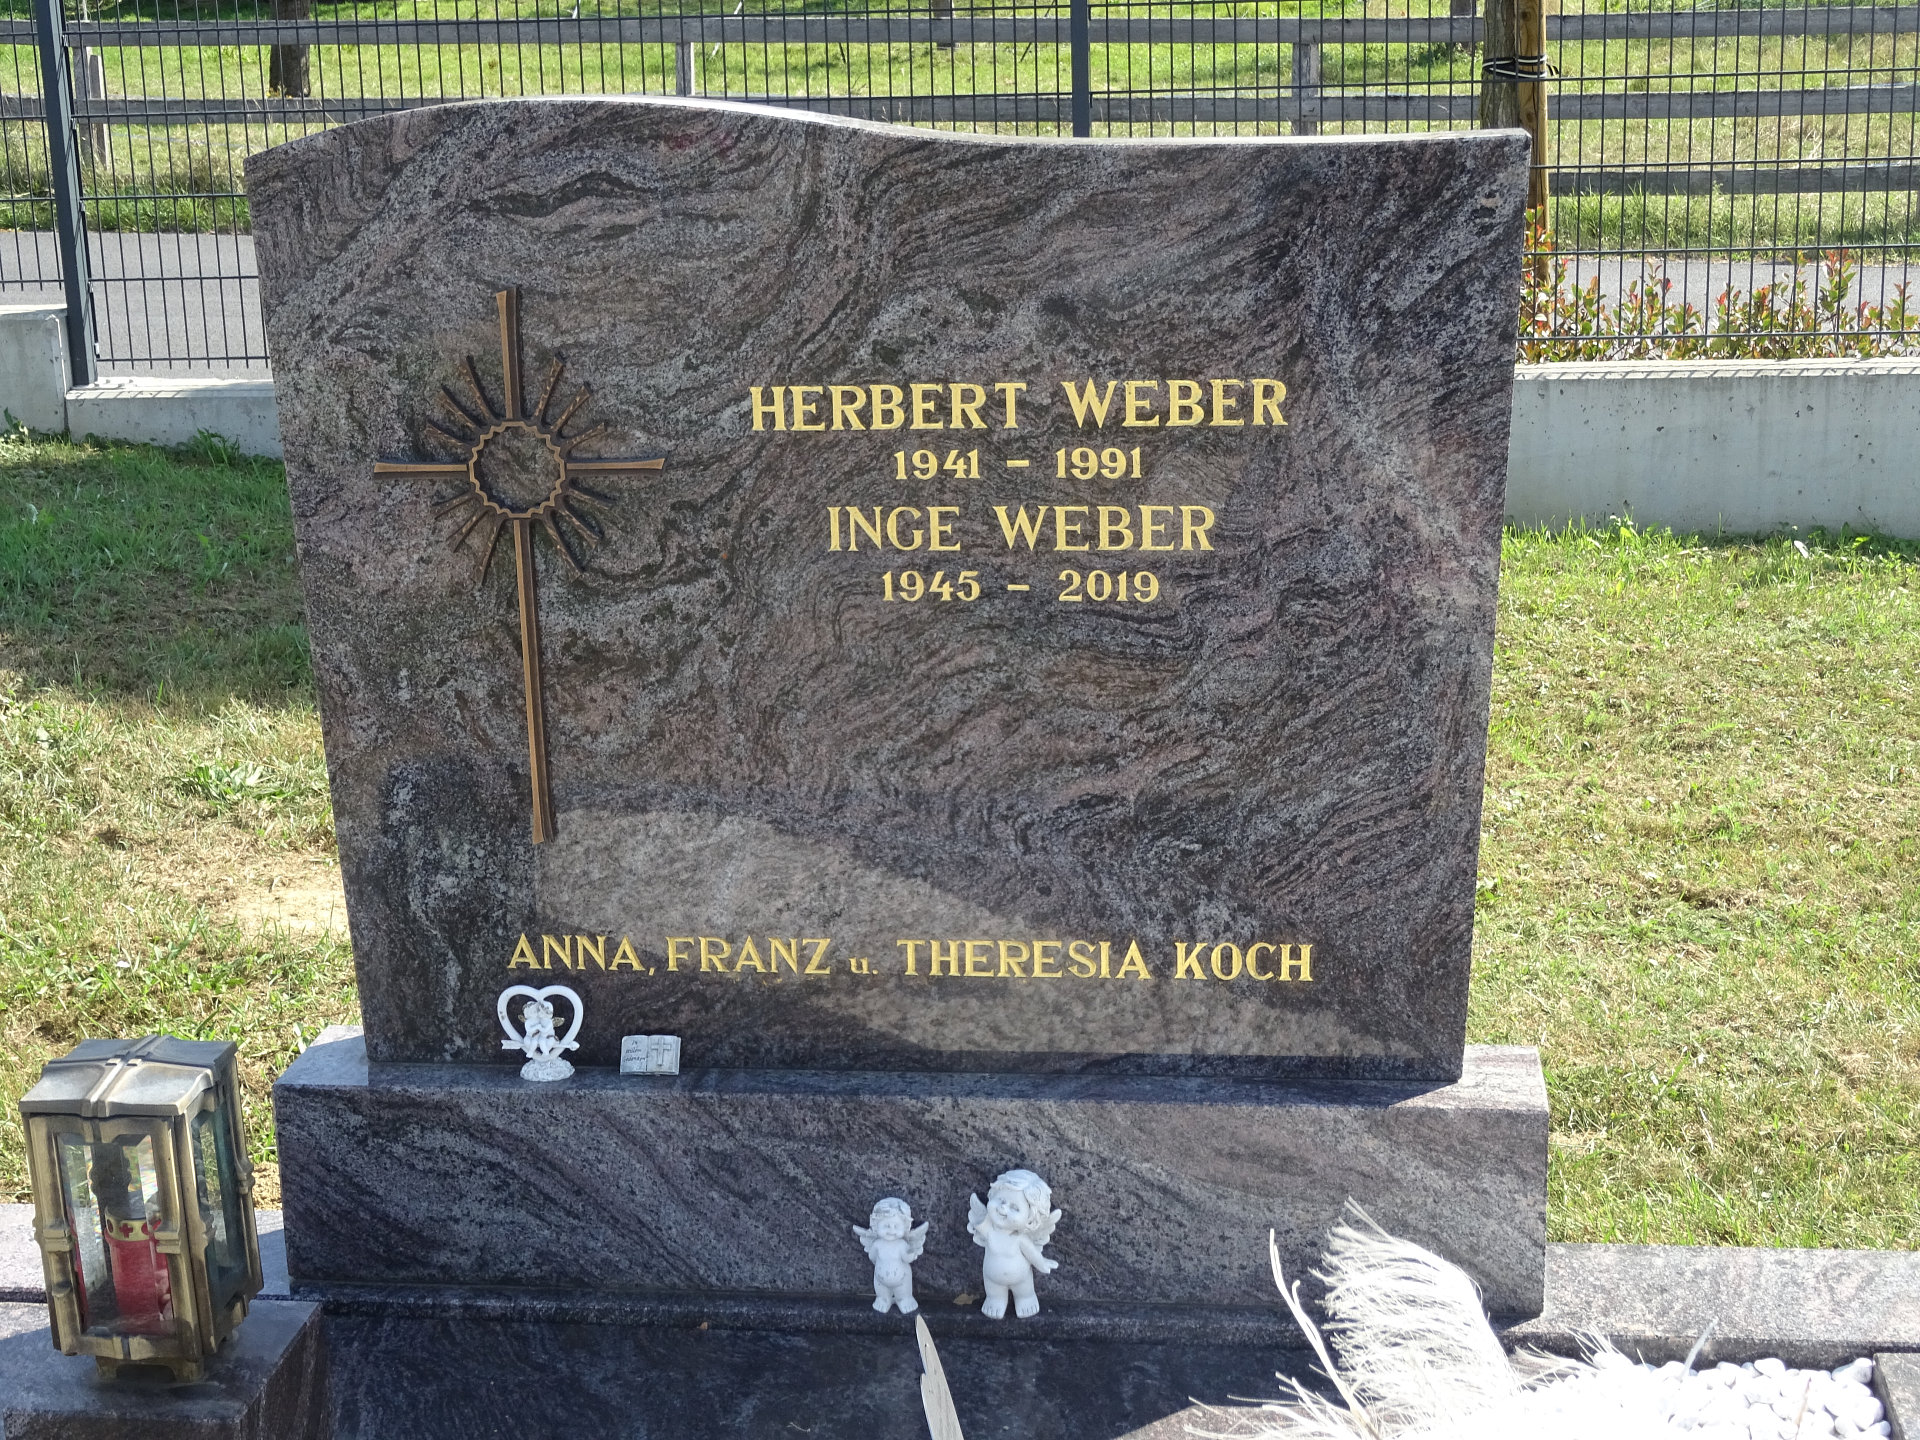 HERBERT WEBER
1941 – 1991
INGE WEBER
1945 – 2019
ANNA, FRANZ u. THERESIA KOCH